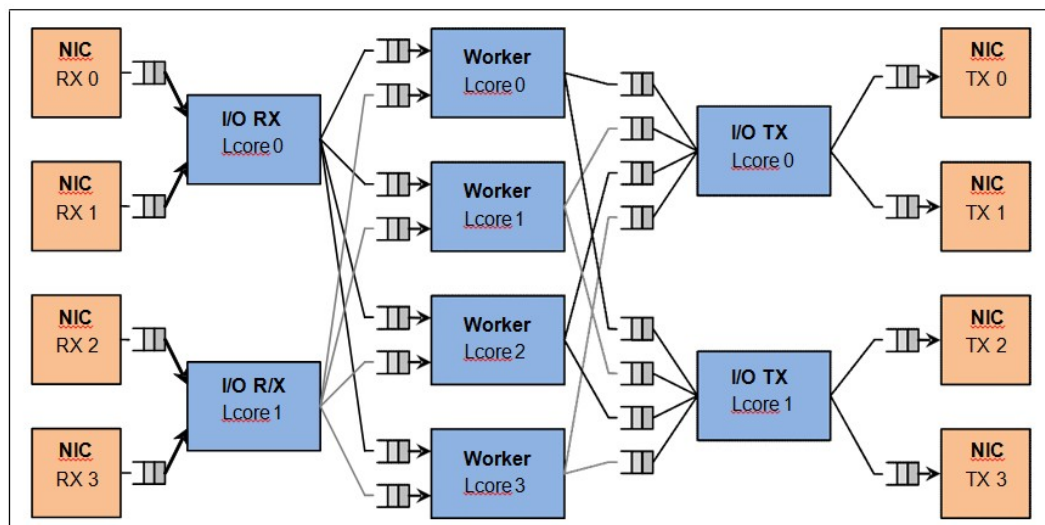 NIC
RX 0
NIC
RX 1
NIC
RX 2
NIC
RX 3
I/O RX
Lcore 0
I/O R/X
Lcore 1
Worker
Lcore 0
Worker
Lcore 1
Worker
Lcore 2
Worker
Lcore 3
I/O TX
Lcore 0
I/O TX
Lcore 1
NIC
TX 0
NIC
TX 1
NIC
TX 2
NIC
TX 3